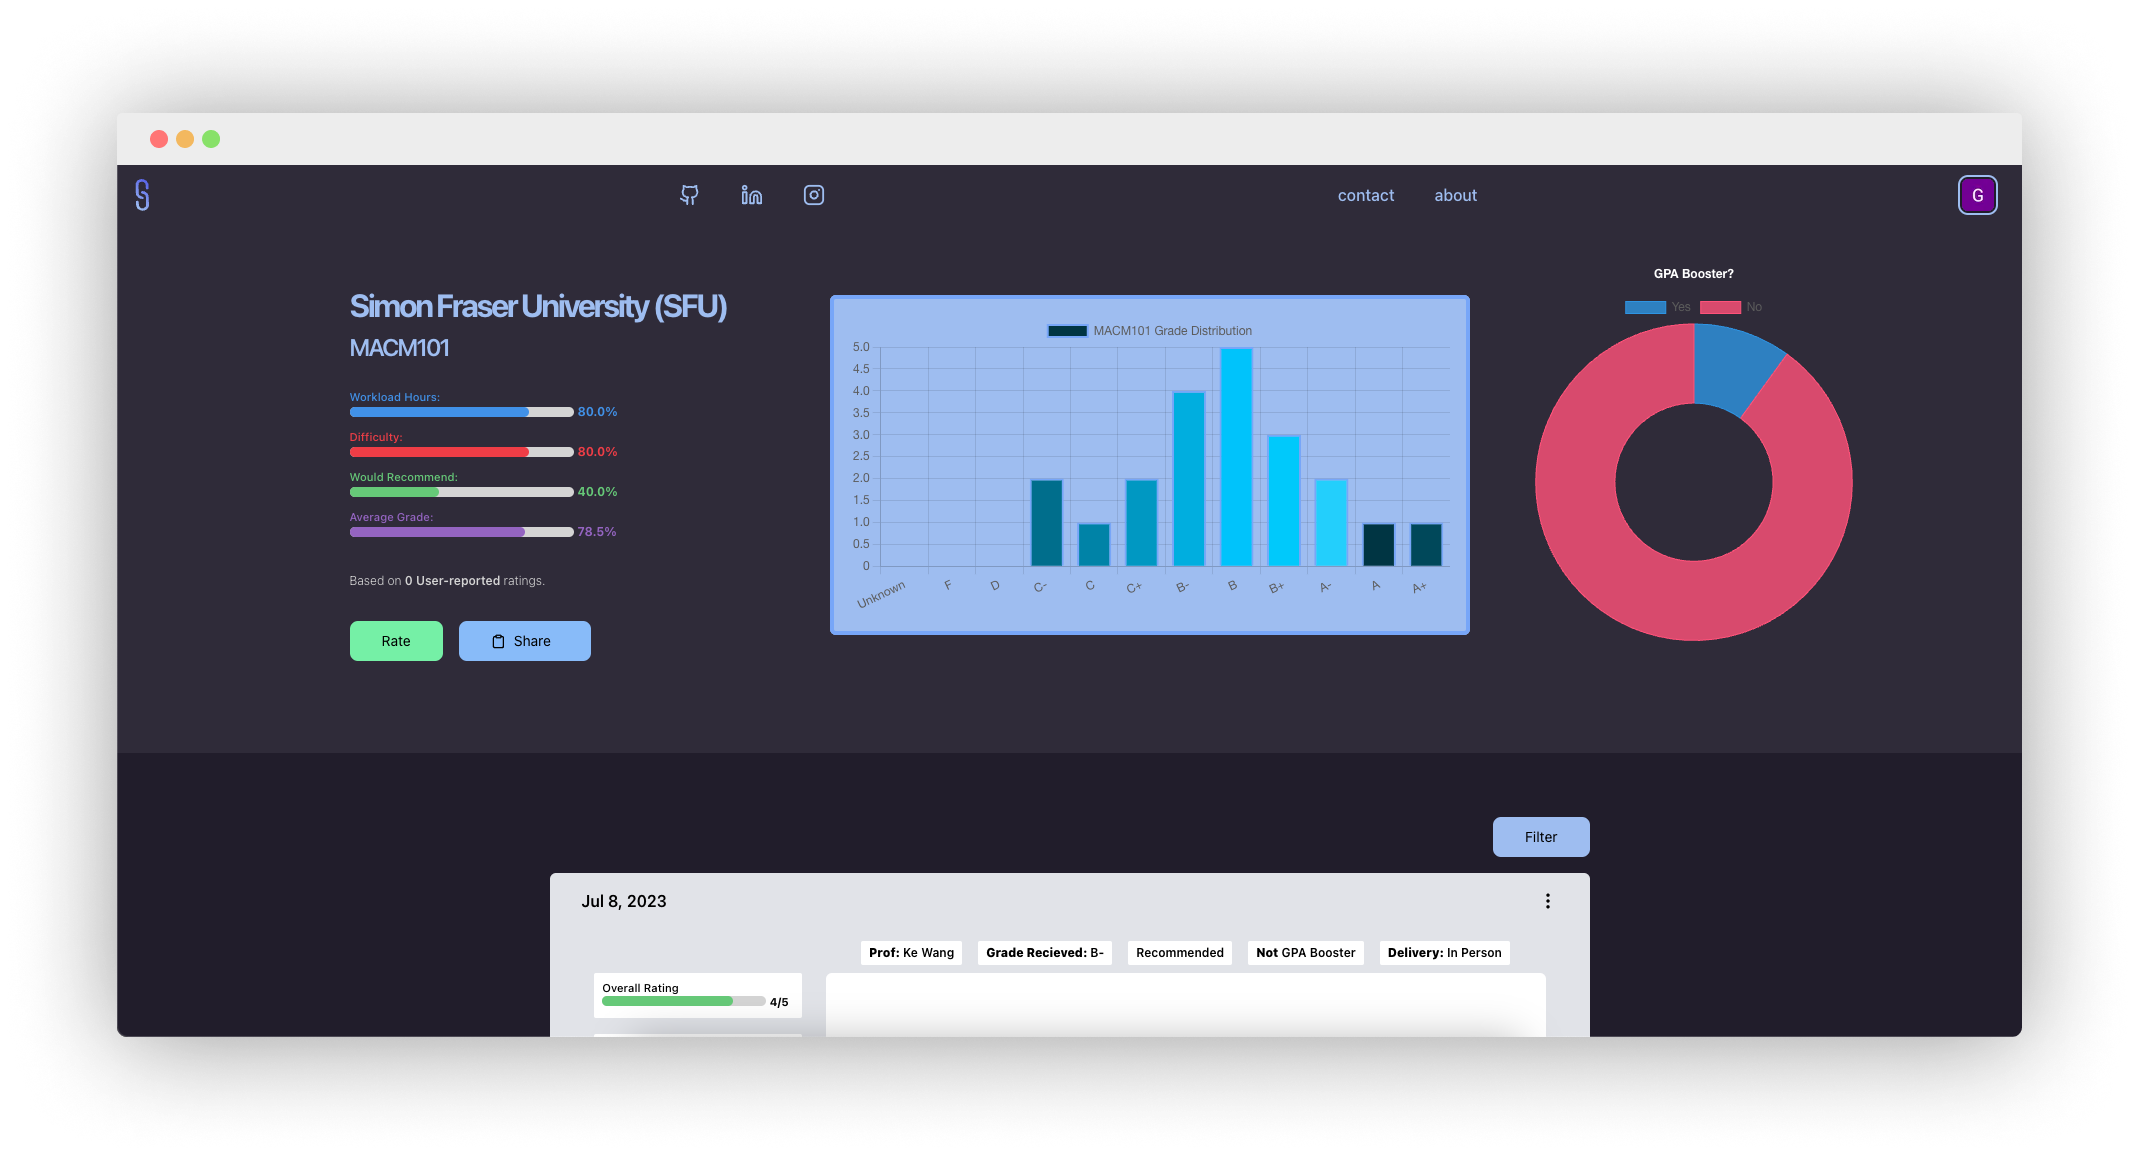 contact about
G
Simon Fraser University (SFU)
MACM101
Workload Hours:
80.0%
Difficulty:
80.0%
Would Recommend:
40.0%
Average Grade:
78.5%
Based on 0 User-reported ratings.
Rate
Share
MACM101 Grade Distribution
5.0
4.5
4.0
3.5
3.0
2.5
2.0
1.5
1.0
0.5
0
Unknown F D C- C C+ B- B B+ A- A A+
GPA Booster?
Yes No
Filter
Jul 8, 2023
Prof: Ke Wang Grade Recieved: B- Recommended Not GPA Booster Delivery: In Person
Overall Rating
4/5